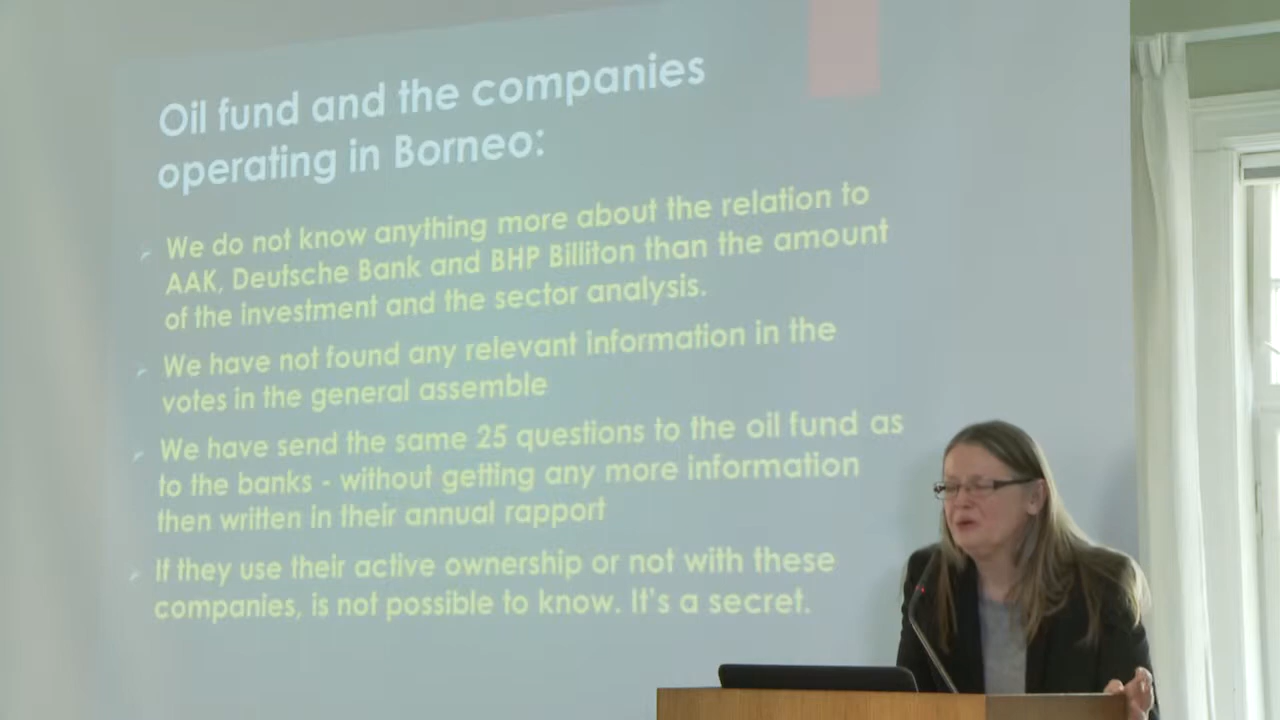 Oil fund and the companies
operating in Borneo:
We do not know anything more about the relation to
AAK, Deutsche Bank and BHP Billiton than the amount
of the investment and the sector analysis.
We have not found any relevant information in the
votes in the general assemble
We have send the same 25 questions to the oil fund as
to the banks - without getting any more information
then written in their annual rapport
If they use their active ownership or not with these
companies, is not possible to know. It's a secret.